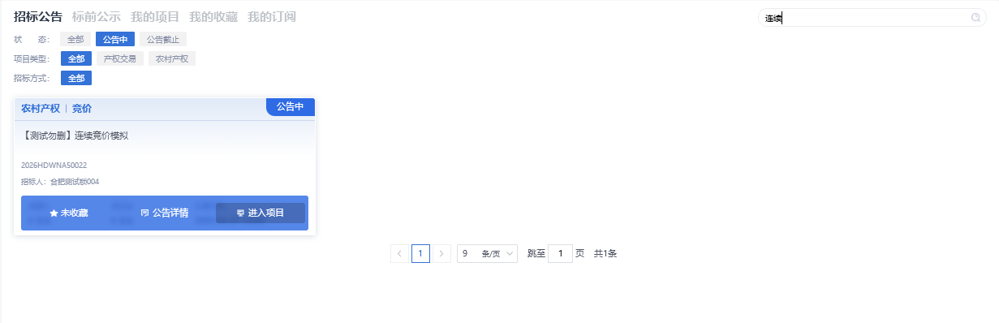 招标公告 标前公示 我的项目 我的收藏 我的订阅 连续
状 态: 全部 公告中 公告截止
项目类型: 全部 产权交易 农村产权
招标方式: 全部
农村产权 | 竞价 公告中
【测试勿删】连续竞价模拟
2026HDWNA50022
招标人: 合肥测试锁004
未收藏 公告详情 进入项目
1 9 条/页 跳至 1 页 共1条